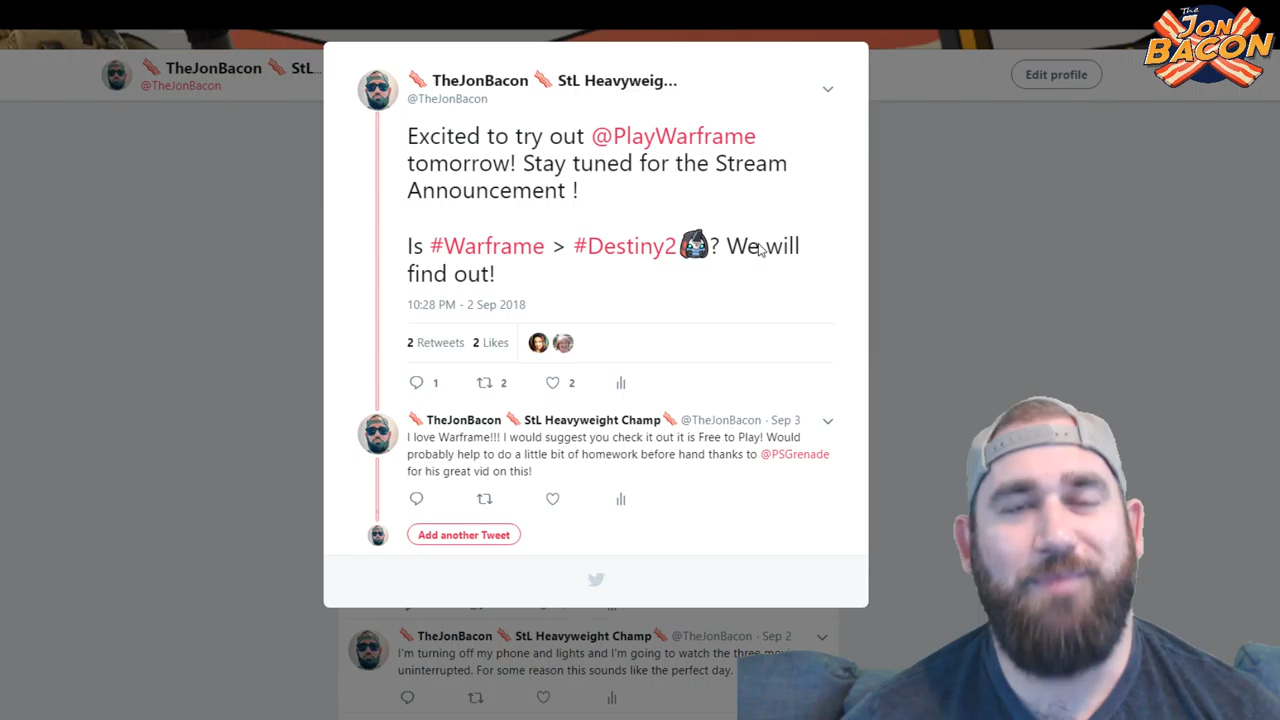 The
JON
BACON
TheJonBacon StL...
@TheJonBacon
Edit profile
TheJonBacon StL Heavyweig...
@TheJonBacon
Excited to try out @PlayWarframe
tomorrow! Stay tuned for the Stream
Announcement !
Is #Warframe > #Destiny2? We will
find out!
10:28 PM - 2 Sep 2018
2 Retweets 2 Likes
1 2 2
TheJonBacon StL Heavyweight Champ @TheJonBacon · Sep 3
I love Warframe!!! I would suggest you check it out it is Free to Play! Would
probably help to do a little bit of homework before hand thanks to @PSGrenade
for his great vid on this!
Add another Tweet
TheJonBacon StL Heavyweight Champ @TheJonBacon · Sep 2
I'm turning off my phone and lights and I'm going to watch the three
uninterrupted. For some reason this sounds like the perfect day.